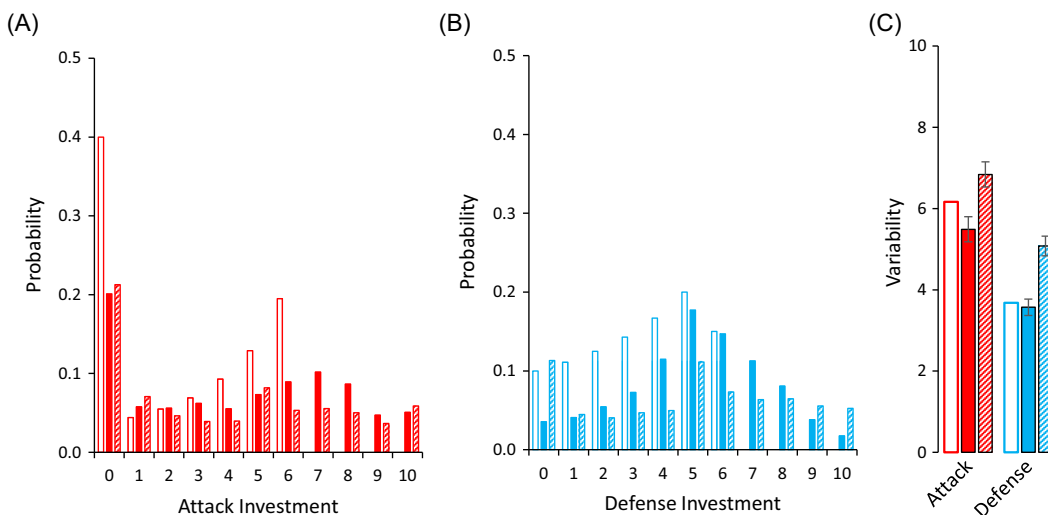 (A)
0.5
0.4
0.3
0.2
0.1
0.0
Probability
0 1 2 3 4 5 6 7 8 9 10
Attack Investment
(B)
0.5
0.4
0.3
0.2
0.1
0.0
Probability
0 1 2 3 4 5 6 7 8 9 10
Defense Investment
(C)
10
8
6
4
2
0
Variability
Attack
Defense